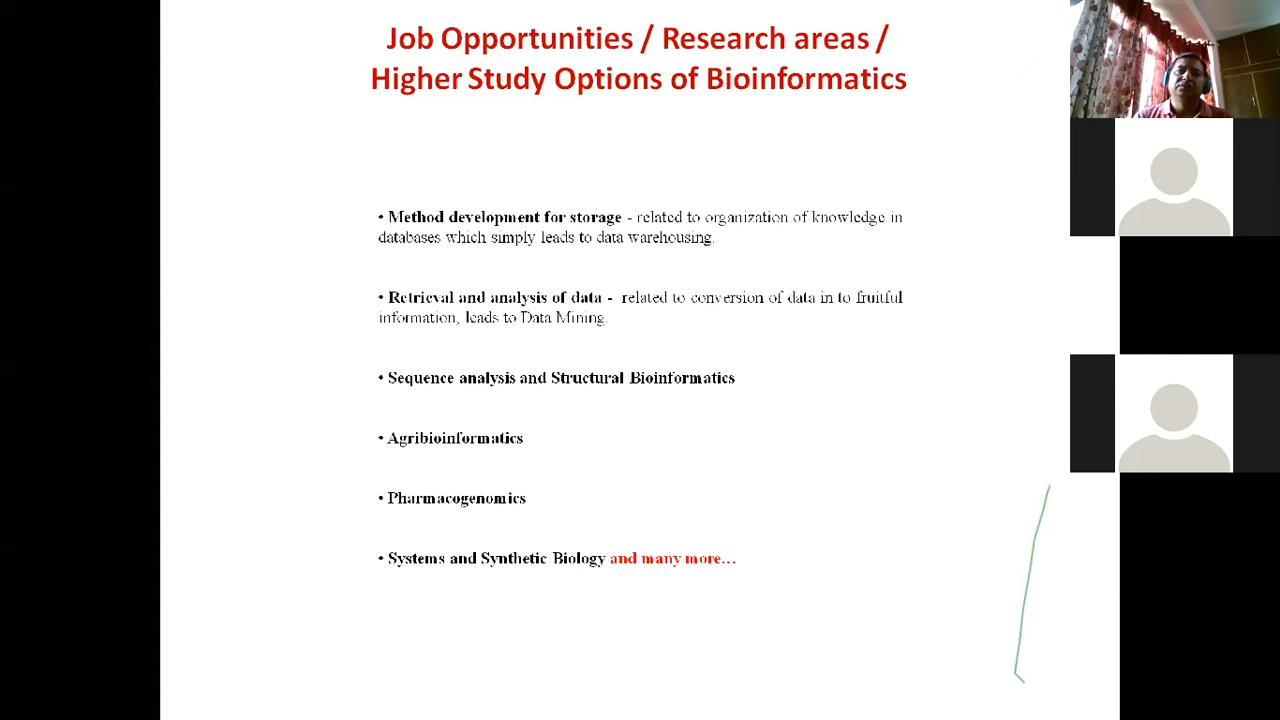 Job Opportunities / Research areas /
Higher Study Options of Bioinformatics
• Method development for storage - related to organization of knowledge in
databases which simply leads to data warehousing.
• Retrieval and analysis of data - related to conversion of data in to fruitful
information, leads to Data Mining.
• Sequence analysis and Structural Bioinformatics
• Agribioinformatics
• Pharmacogenomics
• Systems and Synthetic Biology and many more...